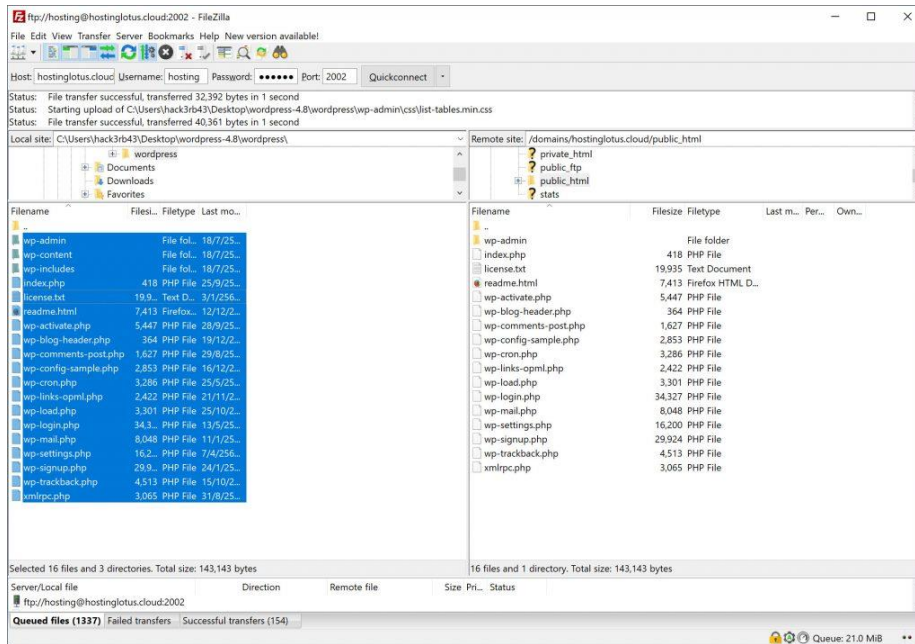 ftp://hosting@hostinglotus.cloud:2002 - FileZilla
File Edit View Transfer Server Bookmarks Help New version available!
Host: hostinglotus.cloud Username: hosting Password: ●●●●●● Port: 2002 Quickconnect
Status: File transfer successful, transferred 32,392 bytes in 1 second
Status: Starting upload of C:\Users\hack3rb43\Desktop\wordpress-4.8\wordpress\wp-admin\css\list-tables.min.css
Status: File transfer successful, transferred 40,361 bytes in 1 second
Local site: C:\Users\hack3rb43\Desktop\wordpress-4.8\wordpress\
wordpress
Documents
Downloads
Favorites
Remote site: /domains/hostinglotus.cloud/public_html
private_html
public_ftp
public_html
stats
Filename Filesi... Filetype Last mo...
..
wp-admin File fol... 18/7/25...
wp-content File fol... 18/7/25...
wp-includes File fol... 18/7/25...
index.php 418 PHP File 25/9/25...
license.txt 19,9... Text D... 3/1/256...
readme.html 7,413 Firefox... 12/12/2...
wp-activate.php 5,447 PHP File 28/9/25...
wp-blog-header.php 364 PHP File 19/12/2...
wp-comments-post.php 1,627 PHP File 29/8/25...
wp-config-sample.php 2,853 PHP File 16/12/2...
wp-cron.php 3,286 PHP File 25/5/25...
wp-links-opml.php 2,422 PHP File 21/11/2...
wp-load.php 3,301 PHP File 25/10/2...
wp-login.php 34,3... PHP File 13/5/25...
wp-mail.php 8,048 PHP File 11/1/25...
wp-settings.php 16,2... PHP File 7/4/256...
wp-signup.php 29,9... PHP File 24/1/25...
wp-trackback.php 4,513 PHP File 15/10/2...
xmlrpc.php 3,065 PHP File 31/8/25...
Selected 16 files and 3 directories. Total size: 143,143 bytes
Filename Filesize Filetype Last m... Per... Own...
..
wp-admin File folder
index.php 418 PHP File
license.txt 19,935 Text Document
readme.html 7,413 Firefox HTML D...
wp-activate.php 5,447 PHP File
wp-blog-header.php 364 PHP File
wp-comments-post.php 1,627 PHP File
wp-config-sample.php 2,853 PHP File
wp-cron.php 3,286 PHP File
wp-links-opml.php 2,422 PHP File
wp-load.php 3,301 PHP File
wp-login.php 34,327 PHP File
wp-mail.php 8,048 PHP File
wp-settings.php 16,200 PHP File
wp-signup.php 29,924 PHP File
wp-trackback.php 4,513 PHP File
xmlrpc.php 3,065 PHP File
16 files and 1 directory. Total size: 143,143 bytes
Server/Local file Direction Remote file Size Pri... Status
ftp://hosting@hostinglotus.cloud:2002
Queued files (1337) Failed transfers Successful transfers (154)
Queue: 21.0 MiB